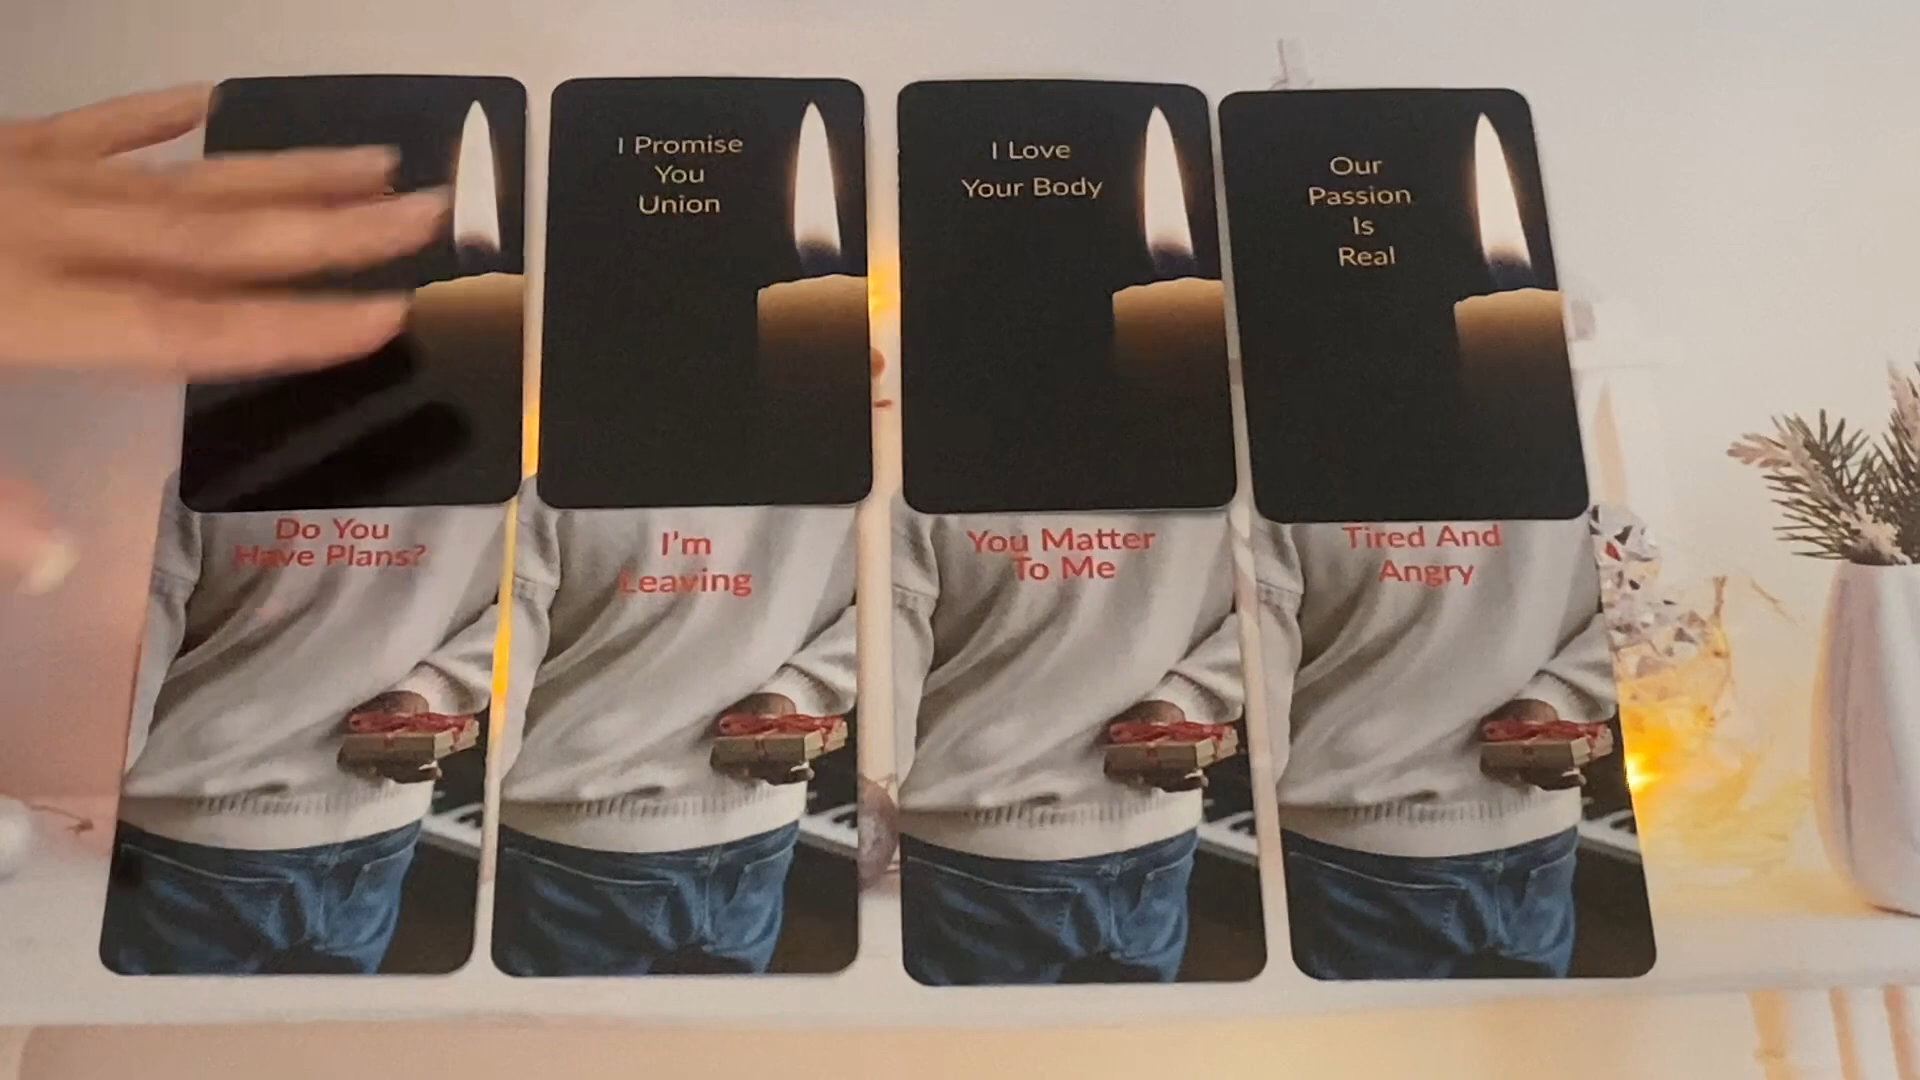 I Promise
You
Union
I Love
Your Body
Our
Passion
Is
Real
Do You
Have Plans?
I'm
Leaving
You Matter
To Me
Tired And
Angry